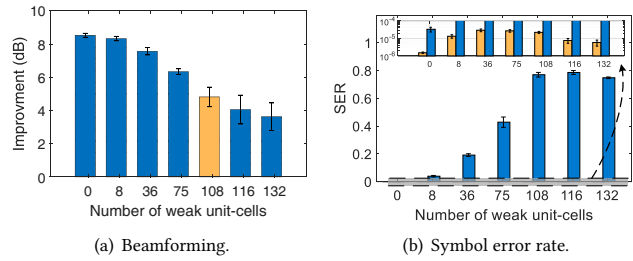 10
8
6
4
2
0
Improvment (dB)
0 8 36 75 108 116 132
Number of weak unit-cells
(a) Beamforming.
10^-4
10^-5
10^-6
0 8 36 75 108 116 132
1
0.8
0.6
0.4
0.2
0
SER
0 8 36 75 108 116 132
Number of weak unit-cells
(b) Symbol error rate.